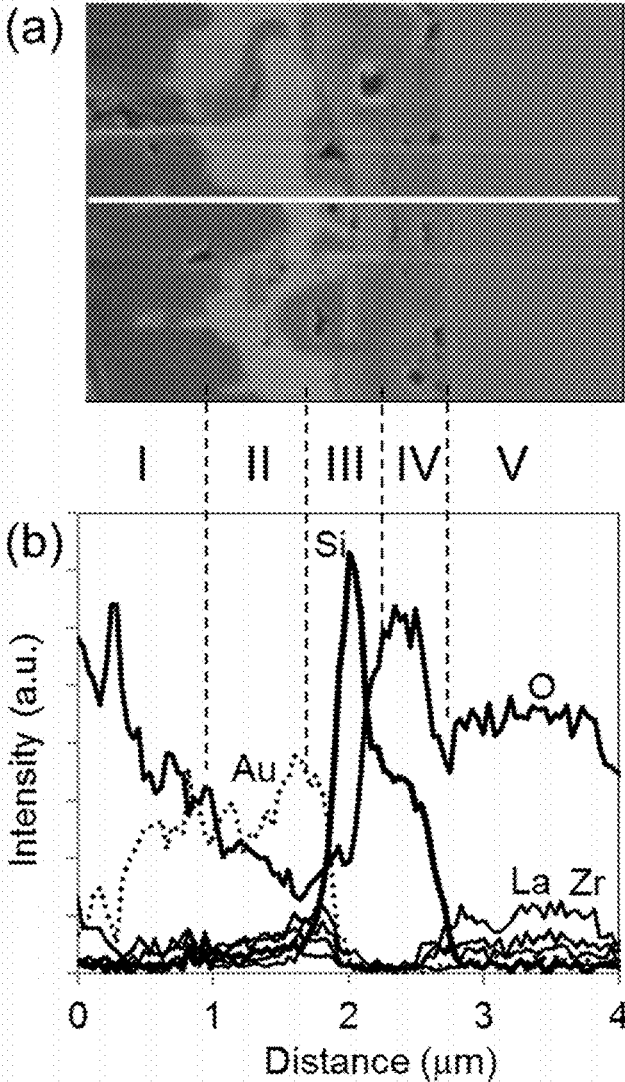 (a)
I II III IV V
(b)
Si
O
Au
La Zr
Intensity (a.u.)
0 1 2 3 4
Distance (μm)